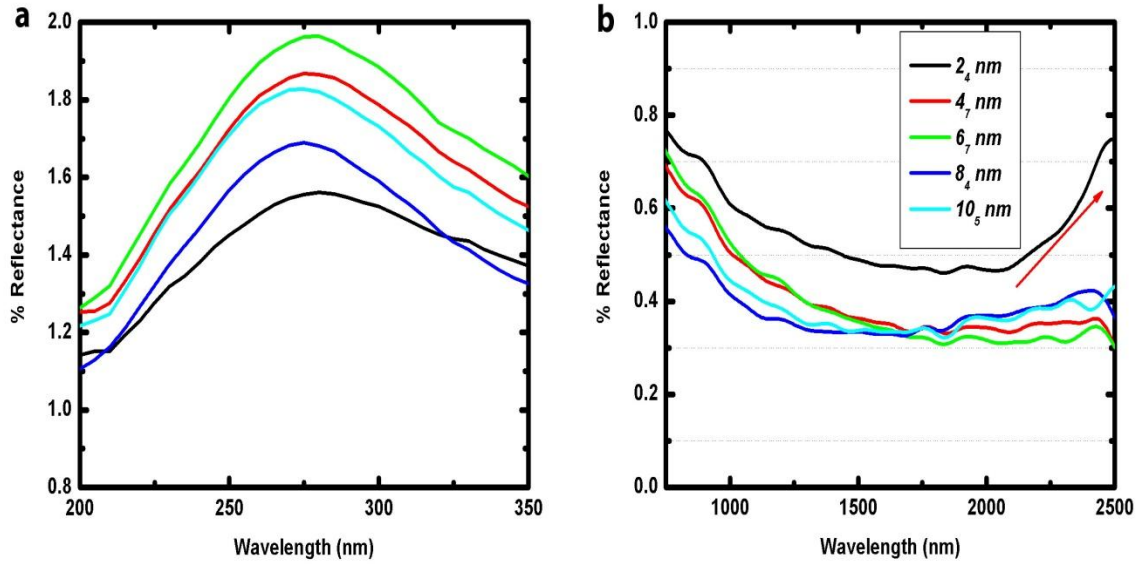 a
2.0
1.8
1.6
1.4
1.2
1.0
0.8
% Reflectance
200
250
300
350
Wavelength (nm)
b
1.0
0.8
0.6
0.4
0.2
0.0
% Reflectance
2₄ nm
4₇ nm
6₇ nm
8₄ nm
10₅ nm
1000
1500
2000
2500
Wavelength (nm)